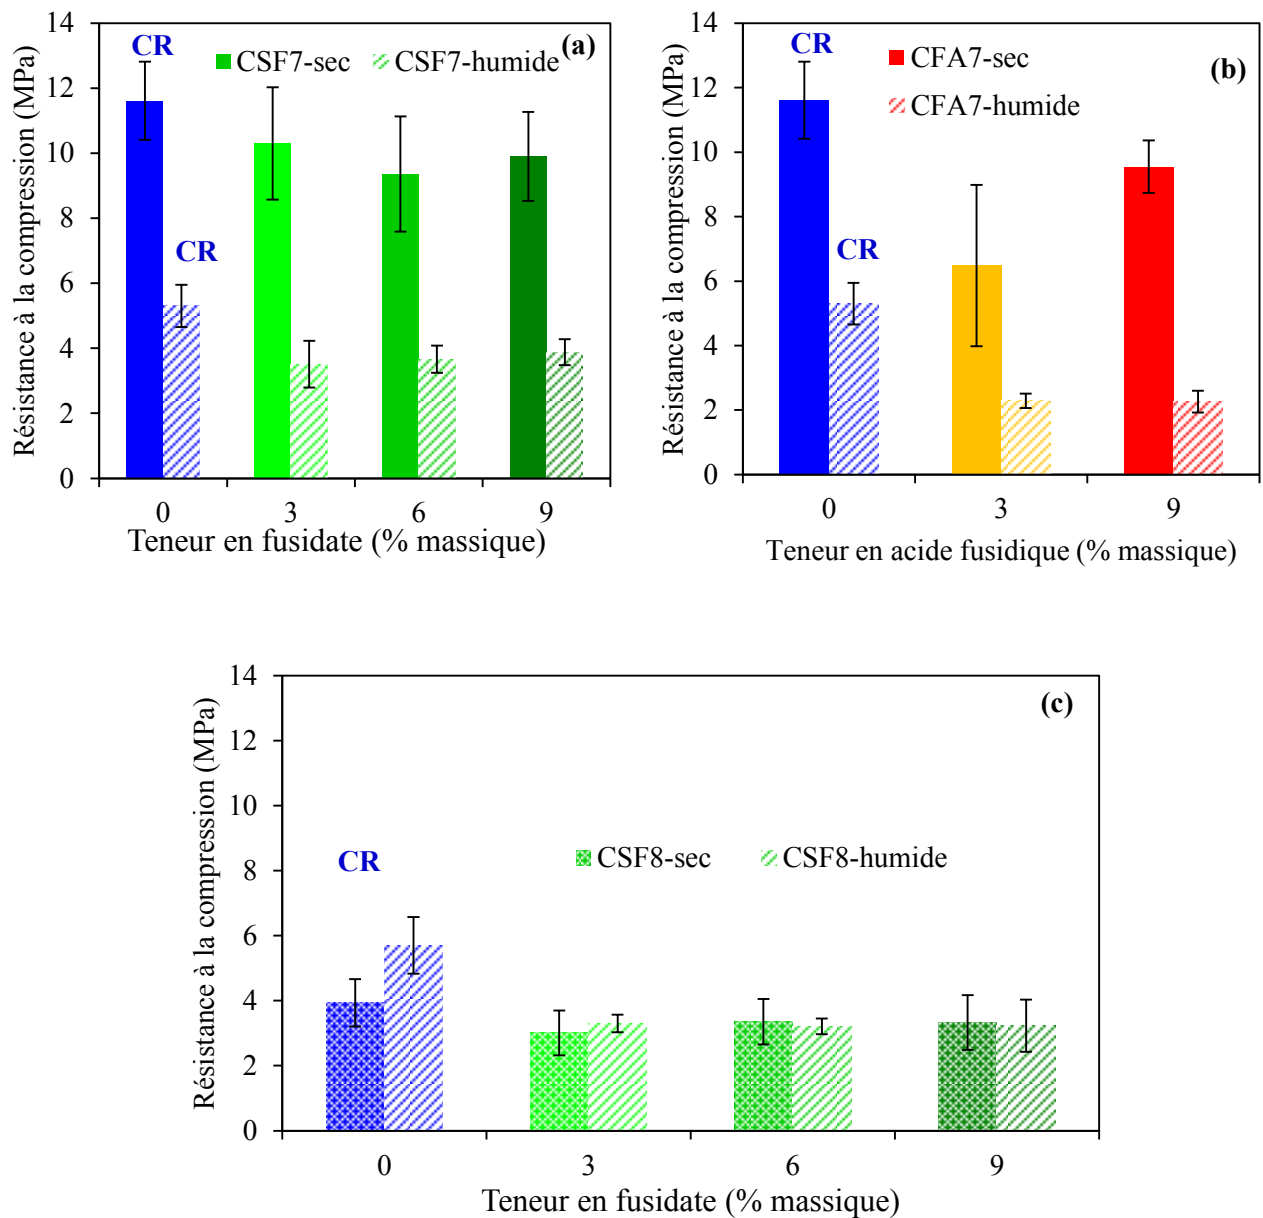 Résistance à la compression (MPa)
14
12
10
8
6
4
2
0
CR
CSF7-sec
CSF7-humide
(a)
CR
0
3
6
9
Teneur en fusidate (% massique)
Résistance à la compression (MPa)
14
12
10
8
6
4
2
0
CR
CFA7-sec
(b)
CFA7-humide
CR
0
3
9
Teneur en acide fusidique (% massique)
Résistance à la compression (MPa)
14
12
10
8
6
4
2
0
(c)
CR
CSF8-sec
CSF8-humide
0
3
6
9
Teneur en fusidate (% massique)